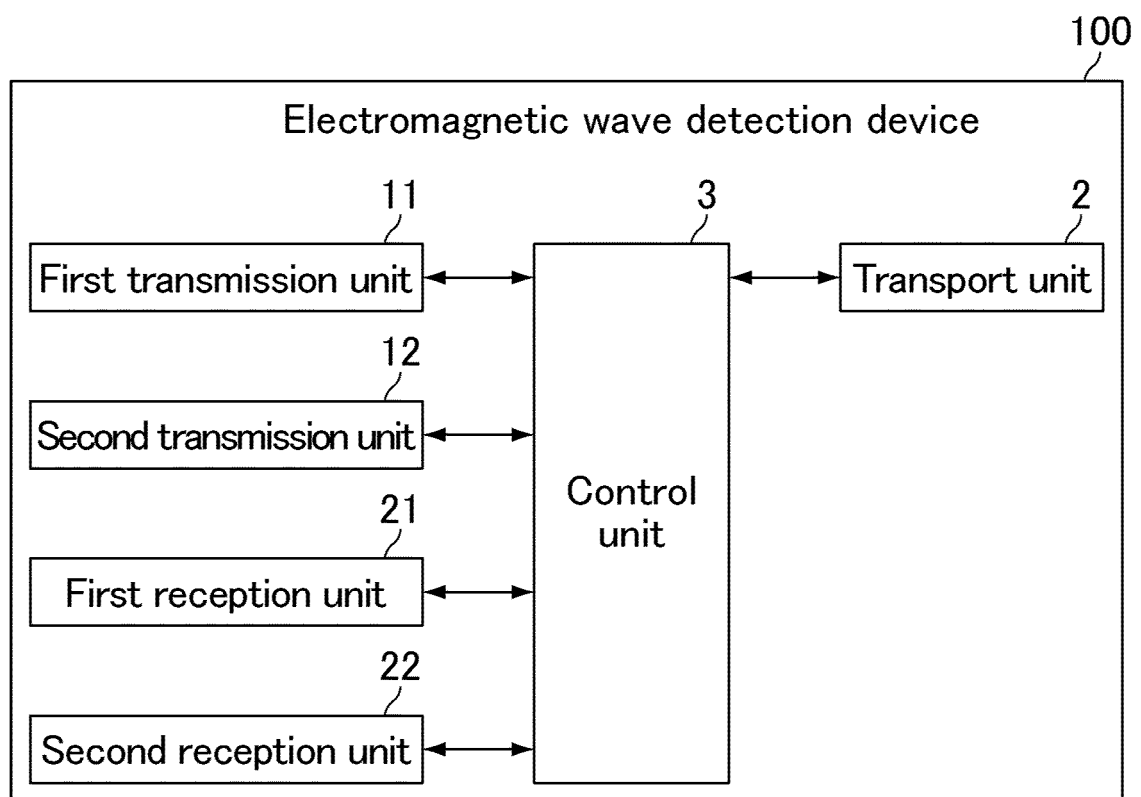 100
Electromagnetic wave detection device
11
3
2
First transmission unit
Transport unit
12
Second transmission unit
Control
unit
21
First reception unit
22
Second reception unit